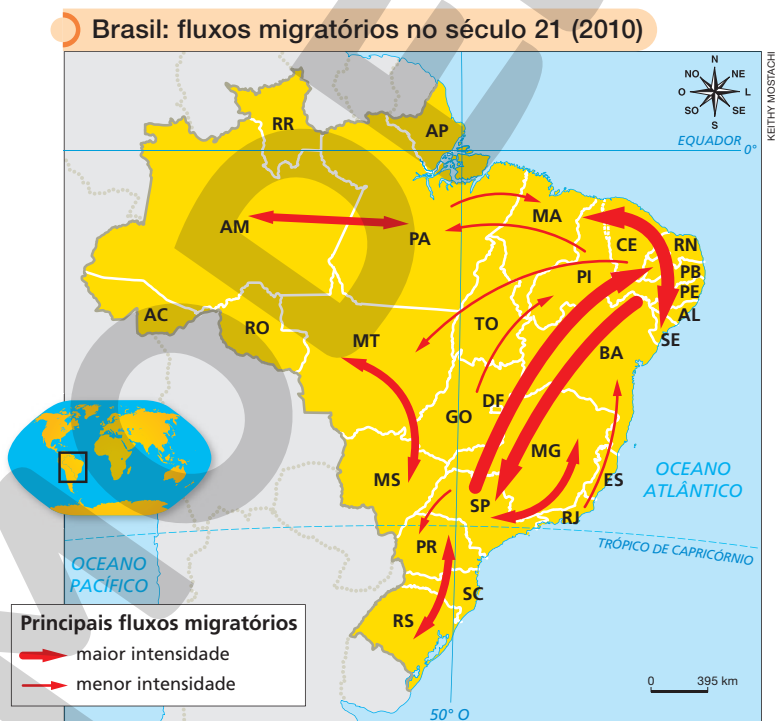 Brasil: fluxos migratórios no século 21 (2010)
KEITHY MOSTACHI
N
NO NE
O L
SO SE
S
EQUADOR 0°
RR
AP
AM
PA
MA
CE
RN
PB
PE
AL
SE
PI
AC
RO
MT
TO
BA
DF
GO
MG
MS
ES
SP
RJ
PR
SC
RS
OCEANO
ATLÂNTICO
TRÓPICO DE CAPRICÓRNIO
OCEANO
PACÍFICO
Principais fluxos migratórios
maior intensidade
menor intensidade
0 395 km
50° O